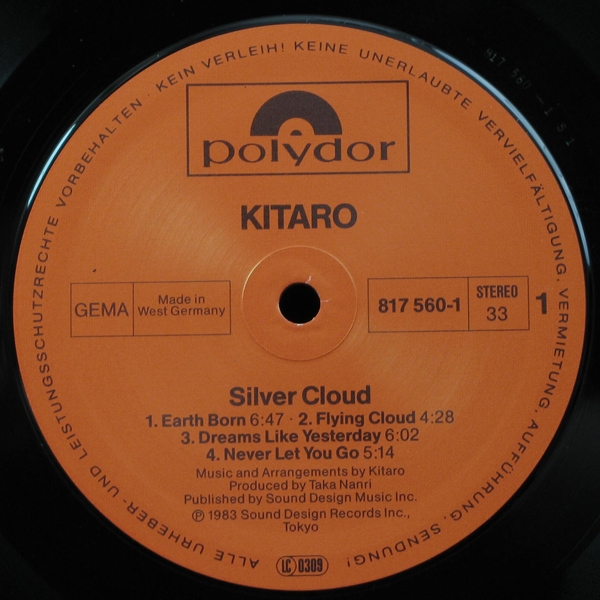 ALLE URHEBER- UND LEISTUNGSSCHUTZRECHTE VORBEHALTEN · KEIN VERLEIH! KEINE UNERLAUBTE VERVIELFÄLTIGUNG, VERMIETUNG, AUFFÜHRUNG, SENDUNG!
polydor
KITARO
GEMA
Made in
West Germany
817 560-1
STEREO
33
1
Silver Cloud
1. Earth Born 6:47 · 2. Flying Cloud 4:28
3. Dreams Like Yesterday 6:02
4. Never Let You Go 5:14
Music and Arrangements by Kitaro
Produced by Taka Nanri
Published by Sound Design Music Inc.
℗ 1983 Sound Design Records Inc.,
Tokyo
LC 0309